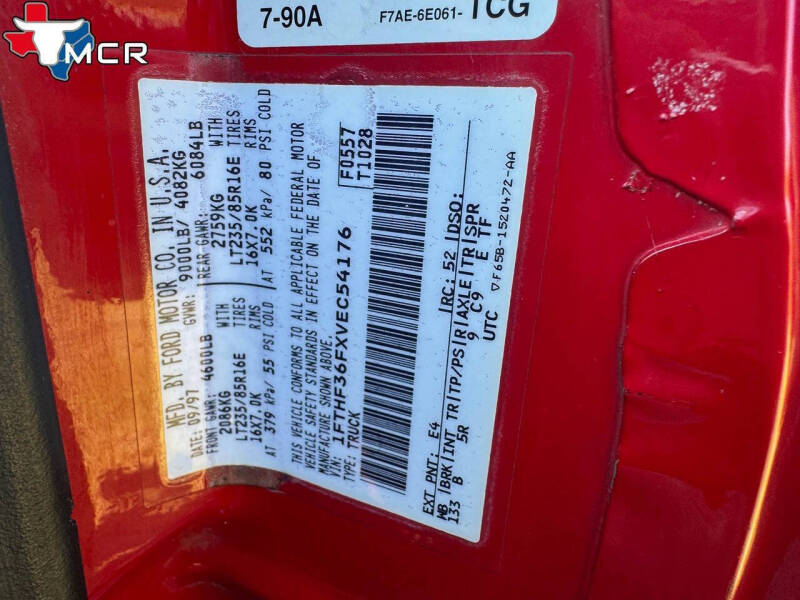 MCR
7-90A F7AE-6E061- TCG
MFD. BY FORD MOTOR CO. IN U.S.A.
DATE: 09/97 GVWR: 9000LB/ 4082KG
FRONT GAWR: 4600LB REAR GAWR: 6084LB
2086KG WITH 2759KG WITH
LT235/85R16E TIRES LT235/85R16E TIRES
16X7.0K RIMS 16X7.0K RIMS
AT 379 kPa/ 55 PSI COLD AT 552 kPa/ 80 PSI COLD
THIS VEHICLE CONFORMS TO ALL APPLICABLE FEDERAL MOTOR
VEHICLE SAFETY STANDARDS IN EFFECT ON THE DATE OF
MANUFACTURE SHOWN ABOVE.
VIN: 1FTHF36FXVEC54176 F0557
TYPE: TRUCK T1028
EXT PNT: E4 RC: 52 DSO:
WB BRK INT TR TP/PS R AXLE TR SPR
133 B 5R 9 C9 E TF
UTC
▽F65B-1520472-AA